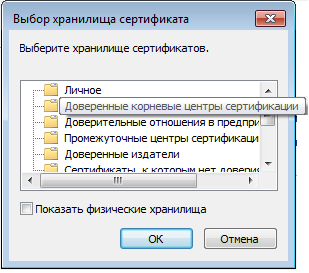 Выбор хранилища сертификата
Выберите хранилище сертификатов.
Личное
Доверенные корневые центры сертификации
Доверительные отношения в предпри
Промежуточные центры сертификаци
Доверенные издатели
Сертификаты, к которым нет довери
Показать физические хранилища
ОК
Отмена